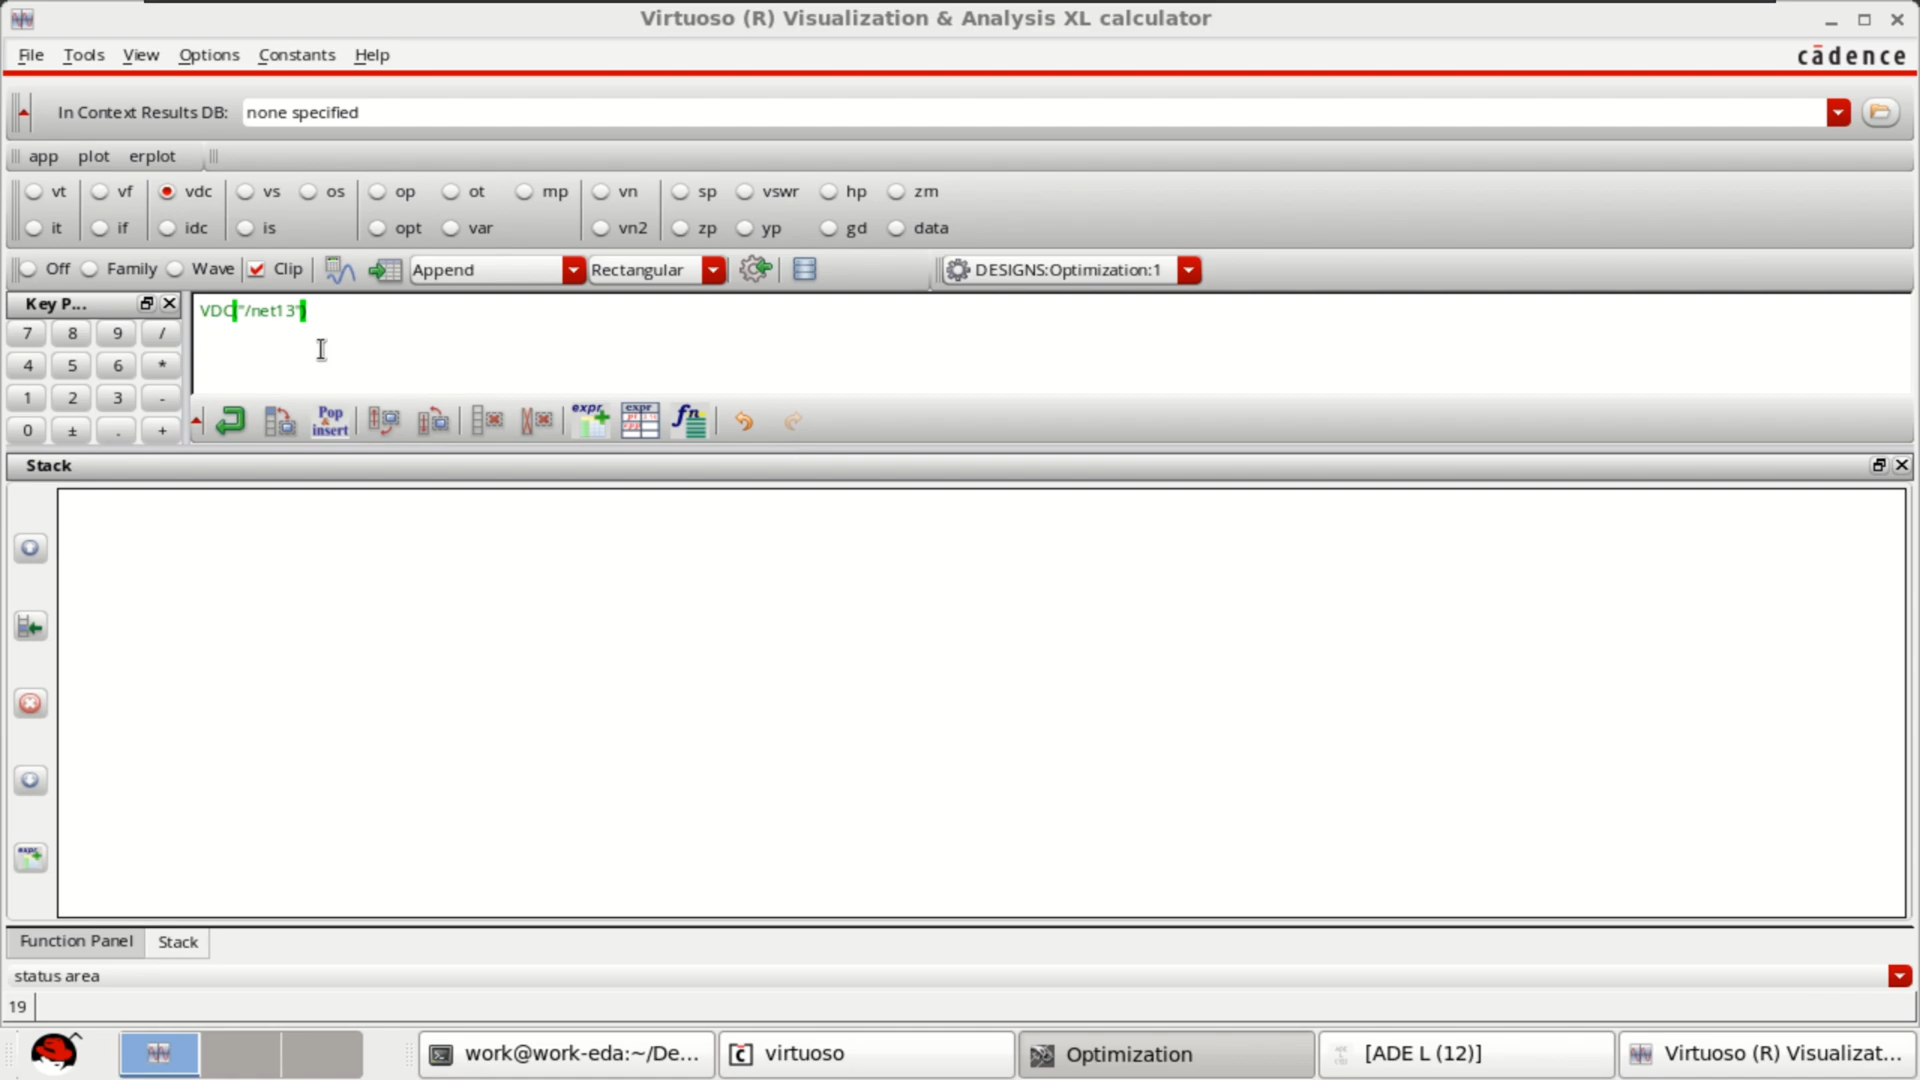 Virtuoso (R) Visualization & Analysis XL calculator
File Tools View Options Constants Help
cādence
In Context Results DB: none specified
app plot erplot
vt vf vdc vs os op ot mp vn sp vswr hp zm
it if idc is opt var vn2 zp yp gd data
Off Family Wave Clip Append Rectangular DESIGNS:Optimization:1
Key P...
VDC("/net13")
7 8 9 /
4 5 6 *
1 2 3 -
0 ± . +
Pop & insert
expr
expr
fn
Stack
expr
Function Panel Stack
status area
19
work@work-eda:~/De... virtuoso Optimization [ADE L (12)] Virtuoso (R) Visualizat...